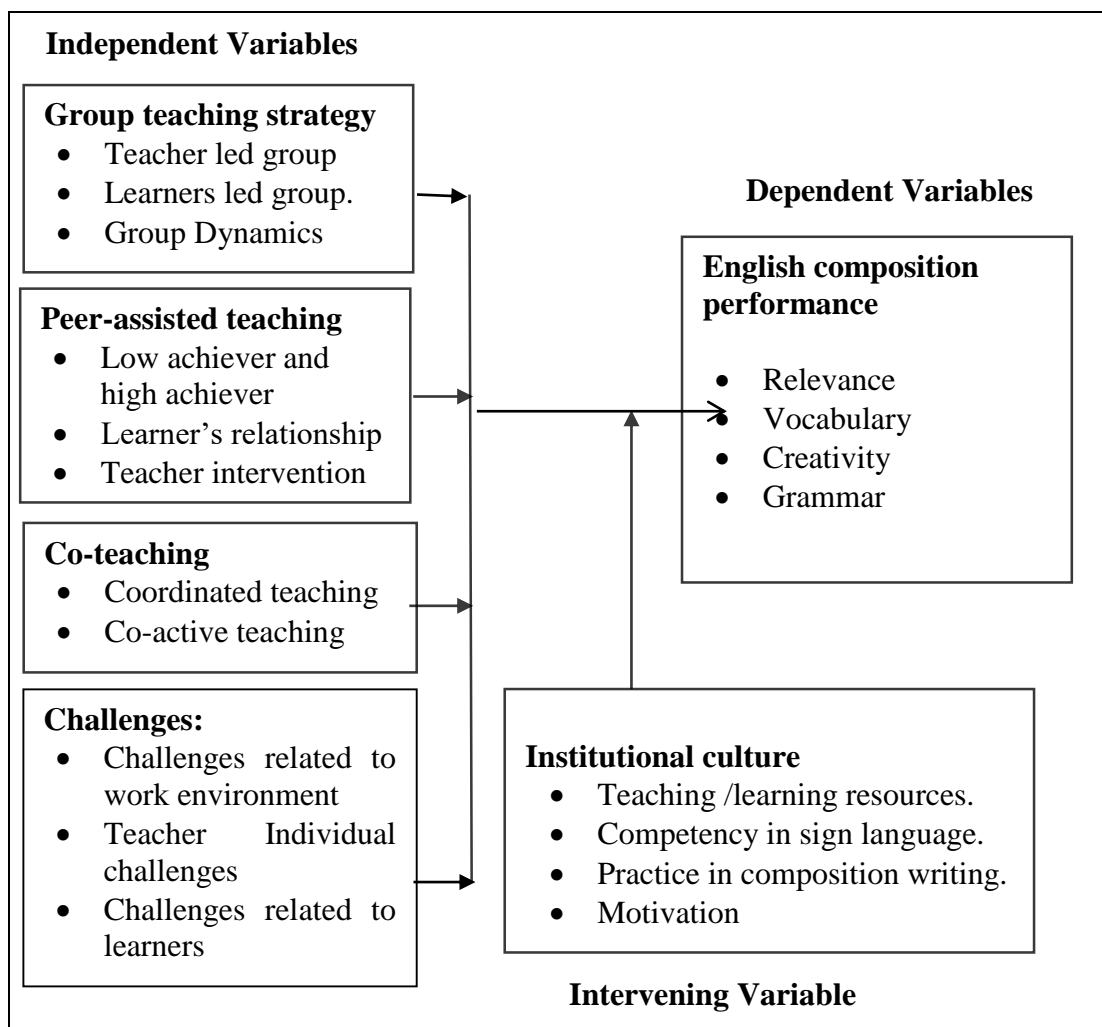 Independent Variables
Group teaching strategy
• Teacher led group
• Learners led group.
• Group Dynamics
Peer-assisted teaching
• Low achiever and
high achiever
• Learner's relationship
• Teacher intervention
Co-teaching
• Coordinated teaching
• Co-active teaching
Challenges:
• Challenges related to
work environment
• Teacher Individual
challenges
• Challenges related to
learners
Dependent Variables
English composition
performance
• Relevance
• Vocabulary
• Creativity
• Grammar
Institutional culture
• Teaching /learning resources.
• Competency in sign language.
• Practice in composition writing.
• Motivation
Intervening Variable